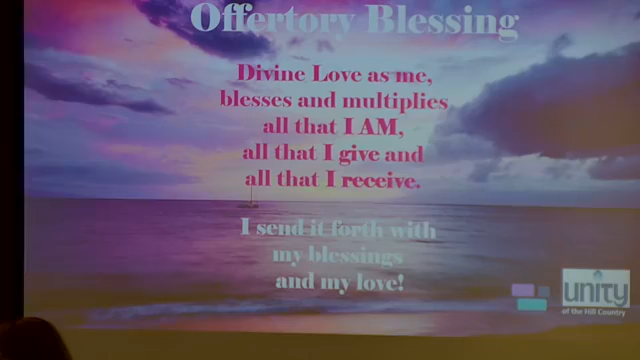 Offertory Blessing
Divine Love as me,
blesses and multiplies
all that I AM,
all that I give and
all that I receive.
I send it forth with
my blessings
and my love!
unity
of the Hill Country